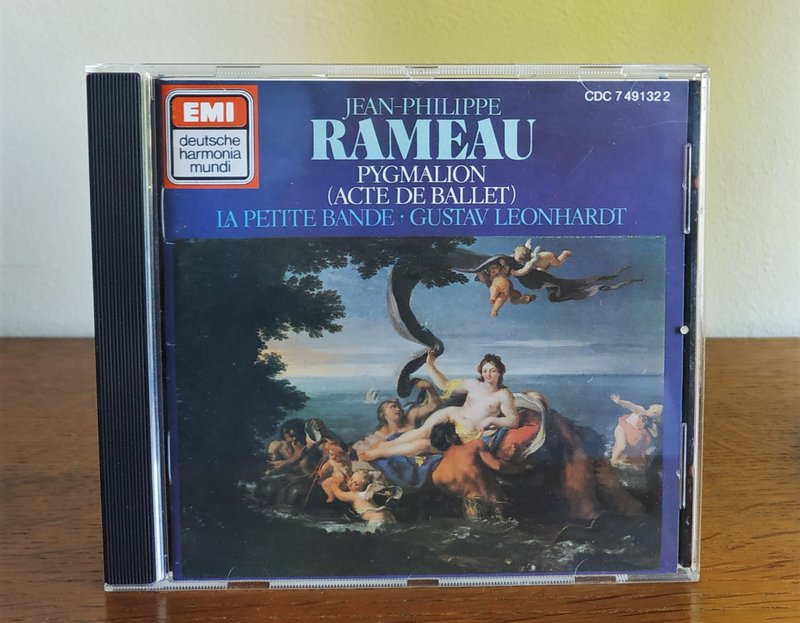 EMI
deutsche
harmonia
mundi
CDC 7 49132 2
JEAN-PHILIPPE
RAMEAU
PYGMALION
(ACTE DE BALLET)
LA PETITE BANDE · GUSTAV LEONHARDT